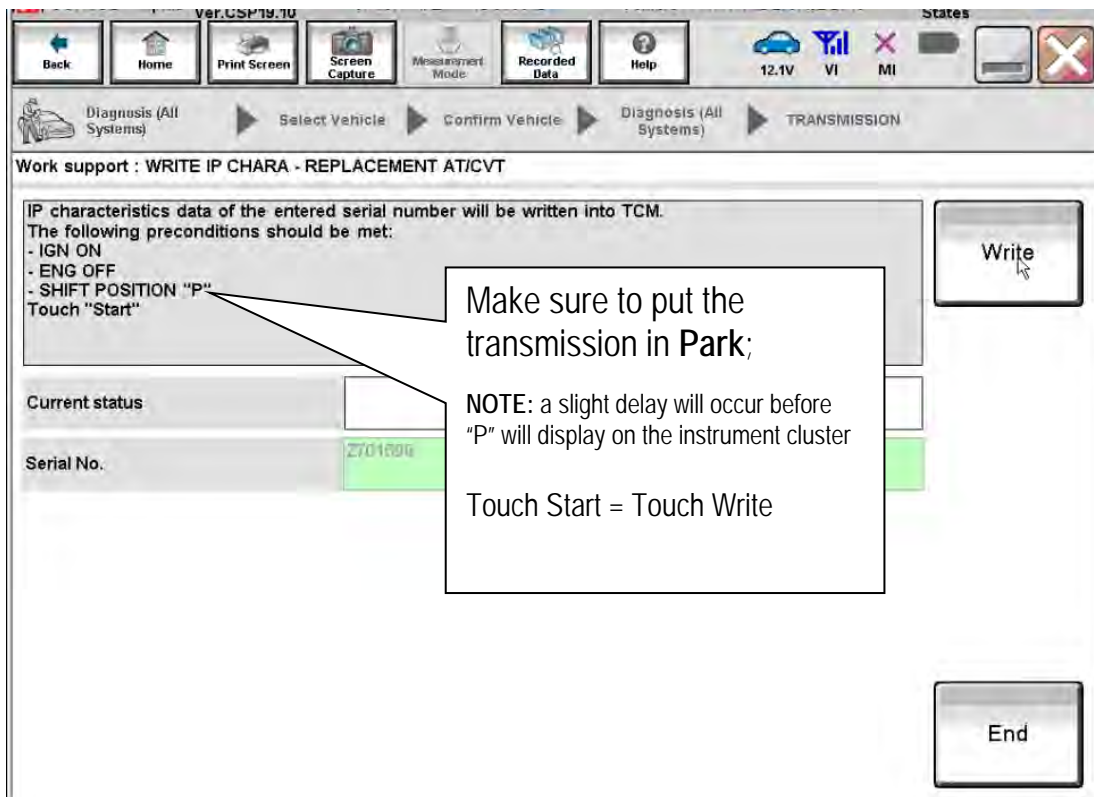 Ver.CSP19.10
States
Back
Home
Print Screen
Screen
Capture
Measurement
Mode
Recorded
Data
Help
12.1V
VI
MI
Diagnosis (All
Systems)
Select Vehicle
Confirm Vehicle
Diagnosis (All
Systems)
TRANSMISSION
Work support : WRITE IP CHARA - REPLACEMENT AT/CVT
IP characteristics data of the entered serial number will be written into TCM.
The following preconditions should be met:
- IGN ON
- ENG OFF
- SHIFT POSITION "P"
Touch "Start"
Write
Make sure to put the
transmission in Park;
NOTE: a slight delay will occur before
“P” will display on the instrument cluster
Touch Start = Touch Write
Current status
Serial No.
End